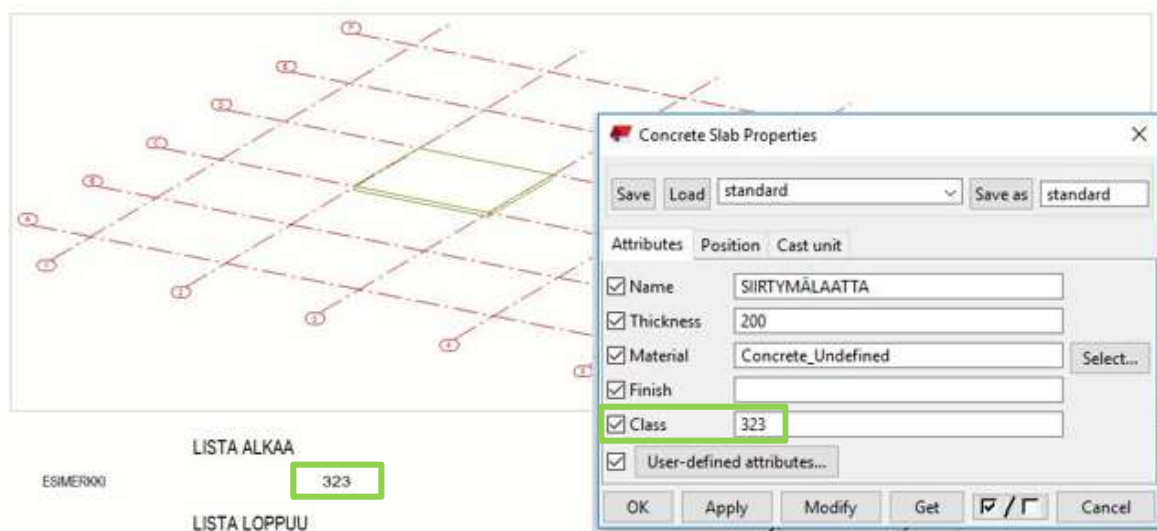 Concrete Slab Properties
Save Load standard Save as standard
Attributes Position Cast unit
Name SIIRTYMÄLAATTA
Thickness 200
Material Concrete_Undefined Select...
Finish
Class 323
User-defined attributes...
OK Apply Modify Get / Cancel
LISTA ALKAA
ESIMERKKI 323
LISTA LOPPUU